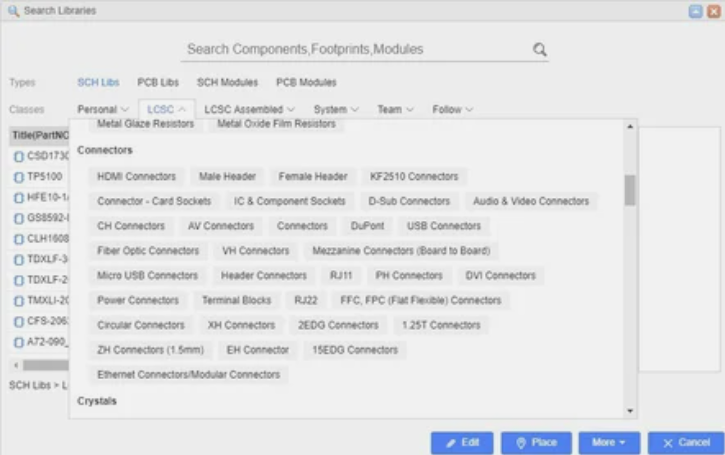 Search Libraries
Search Components,Footprints,Modules
Types SCH Libs PCB Libs SCH Modules PCB Modules
Classes Personal LCSC LCSC Assembled System Team Follow
Metal Glaze Resistors Metal Oxide Film Resistors
Title(PartNO
Connectors
CSD1730
HDMI Connectors Male Header Female Header KF2510 Connectors
TP5100
HFE10-1/
Connector - Card Sockets IC & Component Sockets D-Sub Connectors Audio & Video Connectors
GS8592-
CH Connectors AV Connectors Connectors DuPont USB Connectors
CLH1608
Fiber Optic Connectors VH Connectors Mezzanine Connectors (Board to Board)
TDXLF-3
Micro USB Connectors Header Connectors RJ11 PH Connectors DVI Connectors
TDXLF-2
TMXLI-20
Power Connectors Terminal Blocks RJ22 FFC, FPC (Flat Flexible) Connectors
CFS-206
Circular Connectors XH Connectors 2EDG Connectors 1.25T Connectors
A72-090_
ZH Connectors (1.5mm) EH Connector 15EDG Connectors
Ethernet Connectors/Modular Connectors
SCH Libs > L
Crystals
Edit Place More Cancel